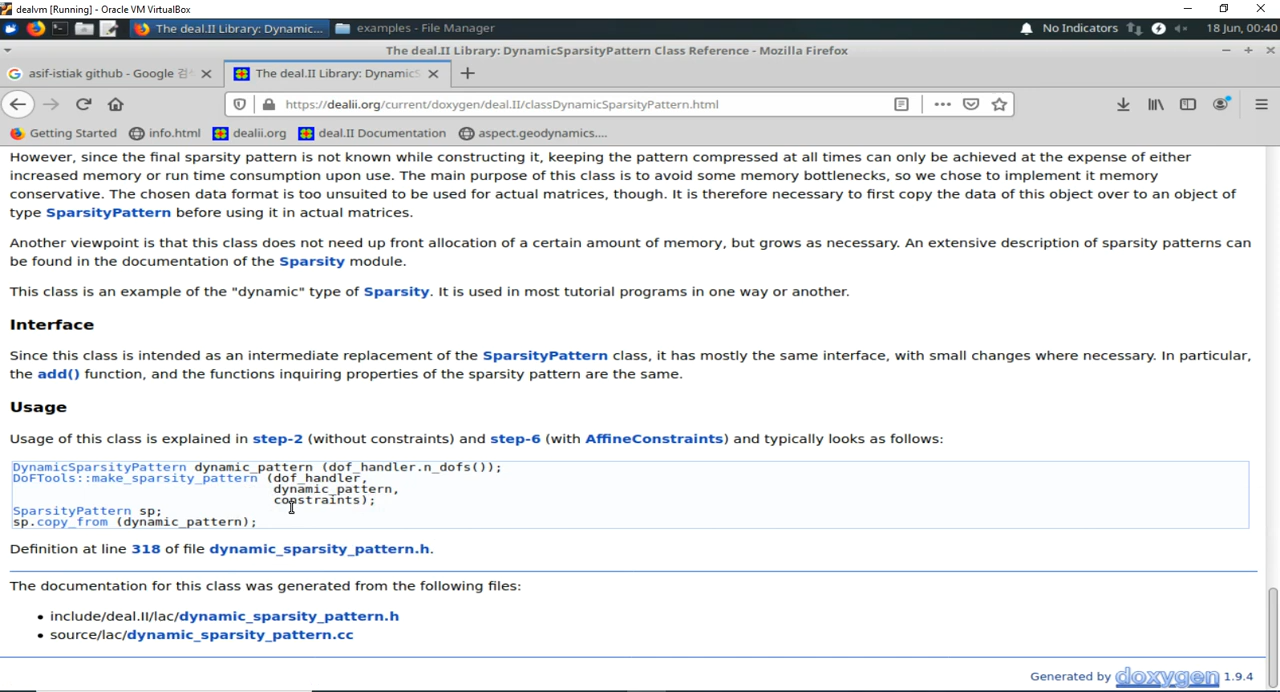 dealvm [Running] - Oracle VM VirtualBox
The deal.II Library: Dynamic... examples - File Manager No Indicators 18 Jun, 00:40
The deal.II Library: DynamicSparsityPattern Class Reference - Mozilla Firefox
asif-istiak github - Google 검 The deal.II Library: DynamicS
https://dealii.org/current/doxygen/deal.II/classDynamicSparsityPattern.html
Getting Started info.html dealii.org deal.II Documentation aspect.geodynamics....
However, since the final sparsity pattern is not known while constructing it, keeping the pattern compressed at all times can only be achieved at the expense of either
increased memory or run time consumption upon use. The main purpose of this class is to avoid some memory bottlenecks, so we chose to implement it memory
conservative. The chosen data format is too unsuited to be used for actual matrices, though. It is therefore necessary to first copy the data of this object over to an object of
type SparsityPattern before using it in actual matrices.
Another viewpoint is that this class does not need up front allocation of a certain amount of memory, but grows as necessary. An extensive description of sparsity patterns can
be found in the documentation of the Sparsity module.
This class is an example of the "dynamic" type of Sparsity. It is used in most tutorial programs in one way or another.
Interface
Since this class is intended as an intermediate replacement of the SparsityPattern class, it has mostly the same interface, with small changes where necessary. In particular,
the add() function, and the functions inquiring properties of the sparsity pattern are the same.
Usage
Usage of this class is explained in step-2 (without constraints) and step-6 (with AffineConstraints) and typically looks as follows:
DynamicSparsityPattern dynamic_pattern (dof_handler.n_dofs());
DoFTools::make_sparsity_pattern (dof_handler,
dynamic_pattern,
constraints);
SparsityPattern sp;
sp.copy_from (dynamic_pattern);
Definition at line 318 of file dynamic_sparsity_pattern.h.
The documentation for this class was generated from the following files:
• include/deal.II/lac/dynamic_sparsity_pattern.h
• source/lac/dynamic_sparsity_pattern.cc
Generated by doxygen 1.9.4